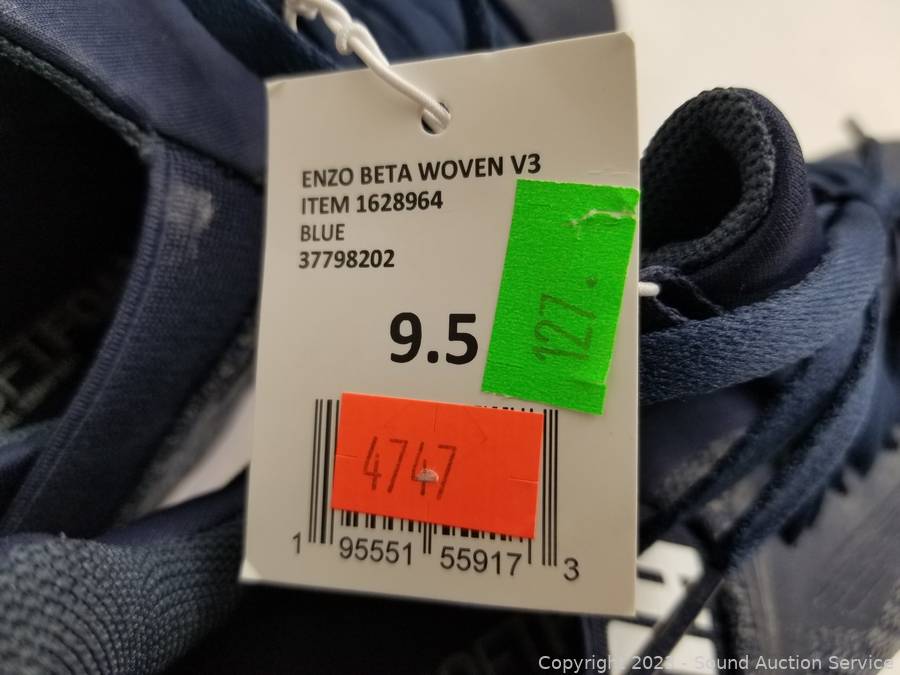 ENZO BETA WOVEN V3
ITEM 1628964
BLUE
37798202
127.
9.5
4747
1 95551 55917 3
Copyright 2023 - Sound Auction Service